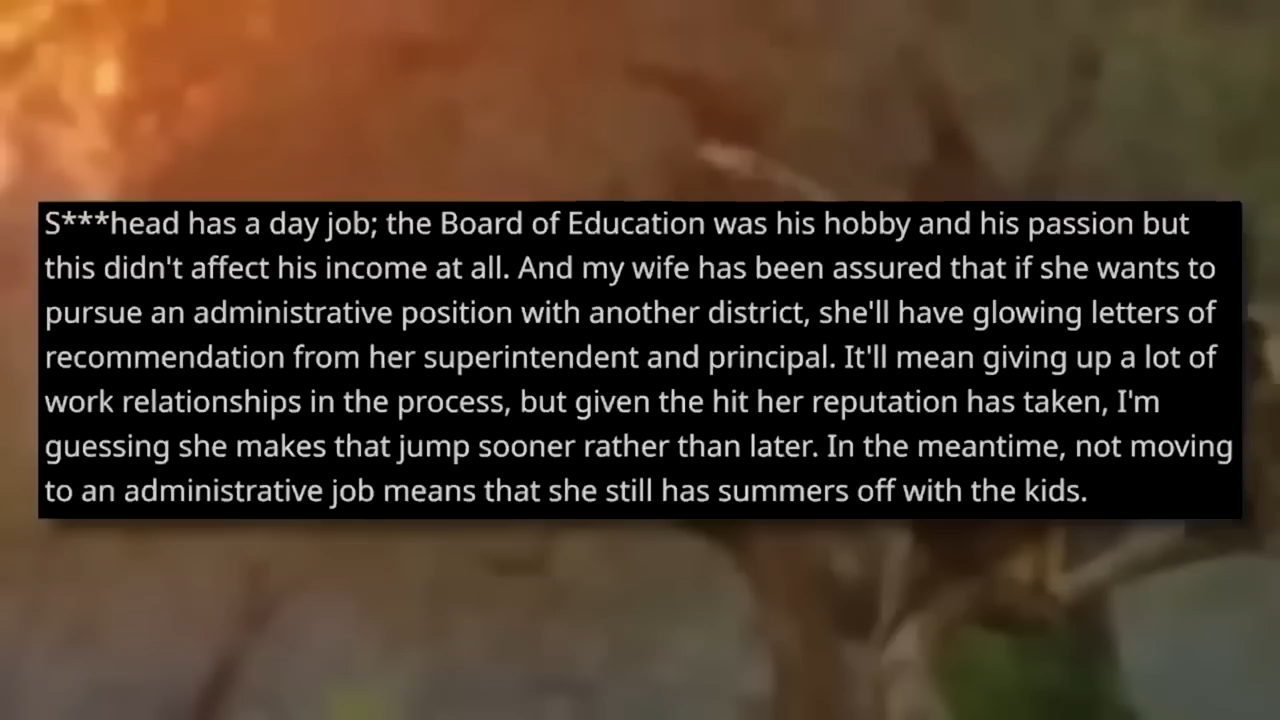 S***head has a day job; the Board of Education was his hobby and his passion but
this didn't affect his income at all. And my wife has been assured that if she wants to
pursue an administrative position with another district, she'll have glowing letters of
recommendation from her superintendent and principal. It'll mean giving up a lot of
work relationships in the process, but given the hit her reputation has taken, I'm
guessing she makes that jump sooner rather than later. In the meantime, not moving
to an administrative job means that she still has summers off with the kids.